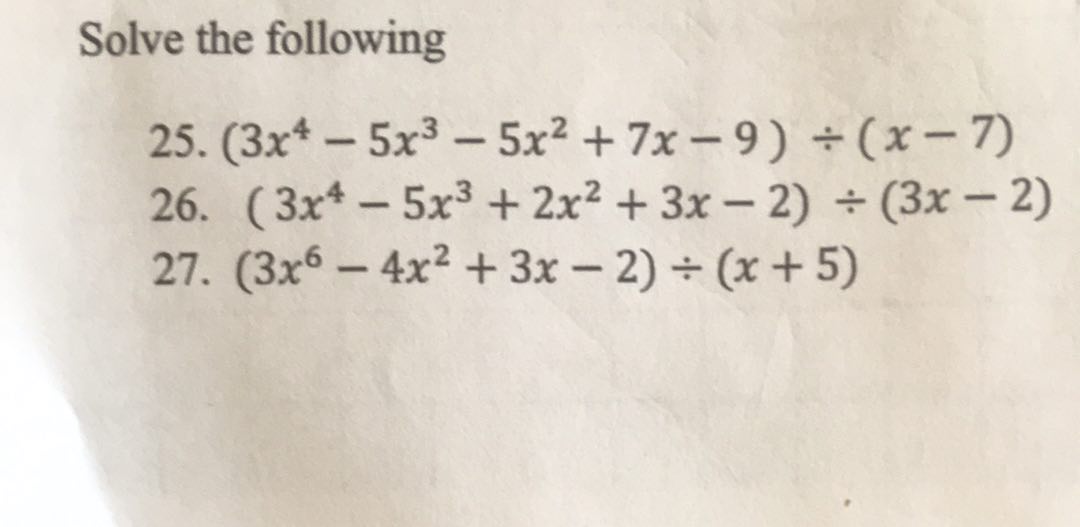 Solve the following
25. (3x⁴ – 5x³ – 5x² + 7x – 9 ) ÷ ( x – 7)
26. ( 3x⁴ – 5x³ + 2x² + 3x – 2) ÷ (3x – 2)
27. (3x⁶ – 4x² + 3x – 2) ÷ (x + 5)